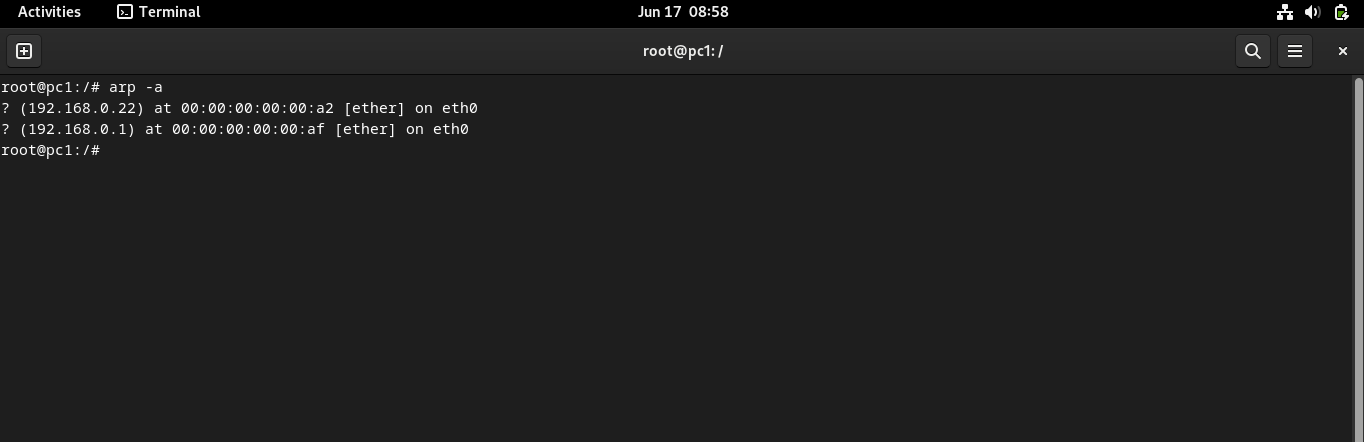 Activities Terminal Jun 17 08:58
root@pc1: /
root@pc1:/# arp -a
? (192.168.0.22) at 00:00:00:00:00:a2 [ether] on eth0
? (192.168.0.1) at 00:00:00:00:00:af [ether] on eth0
root@pc1:/#